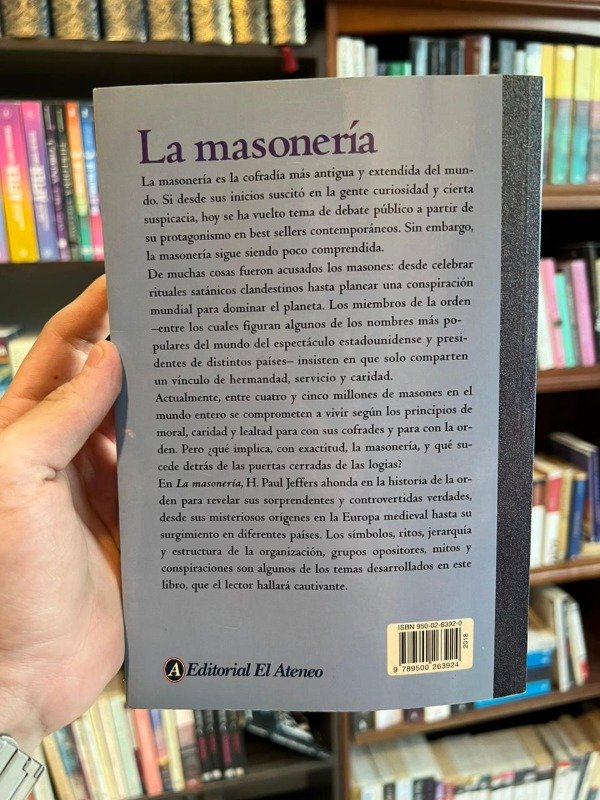 La masonería
La masonería es la cofradía más antigua y extendida del mun-
do. Si desde sus inicios suscitó en la gente curiosidad y cierta
suspicacia, hoy se ha vuelto tema de debate público a partir de
su protagonismo en best sellers contemporáneos. Sin embargo,
la masonería sigue siendo poco comprendida.
De muchas cosas fueron acusados los masones: desde celebrar
rituales satánicos clandestinos hasta planear una conspiración
mundial para dominar el planeta. Los miembros de la orden
–entre los cuales figuran algunos de los nombres más po-
pulares del mundo del espectáculo estadounidense y presi-
dentes de distintos países– insisten en que solo comparten
un vínculo de hermandad, servicio y caridad.
Actualmente, entre cuatro y cinco millones de masones en el
mundo entero se comprometen a vivir según los principios de
moral, caridad y lealtad para con sus cofrades y para con la or-
den. Pero ¿qué implica, con exactitud, la masonería, y qué su-
cede detrás de las puertas cerradas de las logias?
En La masonería, H. Paul Jeffers ahonda en la historia de la or-
den para revelar sus sorprendentes y controvertidas verdades,
desde sus misteriosos orígenes en la Europa medieval hasta su
surgimiento en diferentes países. Los símbolos, ritos, jerarquía
y estructura de la organización, grupos opositores, mitos y
conspiraciones son algunos de los temas desarrollados en este
libro, que el lector hallará cautivante.
ISBN 950-02-6392-0
2018
9 789500 263924
A Editorial El Ateneo